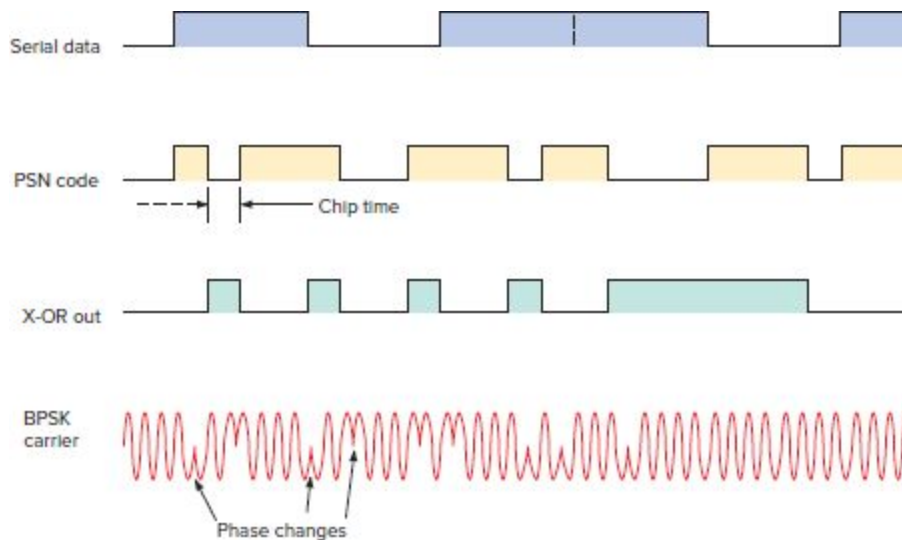 Serial data
PSN code
Chip time
X-OR out
BPSK
carrier
Phase changes